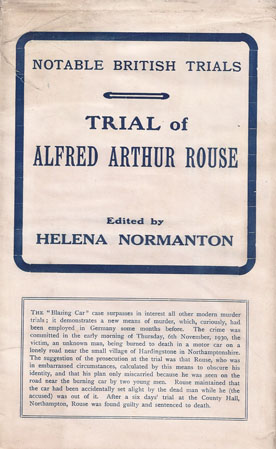 NOTABLE BRITISH TRIALS
TRIAL of
ALFRED ARTHUR ROUSE
Edited by
HELENA NORMANTON
THE "Blazing Car" case surpasses in interest all other modern murder
trials; it demonstrates a new means of murder, which, curiously, had
been employed in Germany some months before. The crime was
committed in the early morning of Thursday, 6th November, 1930, the
victim, an unknown man, being burned to death in a motor car on a
lonely road near the small village of Hardingstone in Northamptonshire.
The suggestion of the prosecution at the trial was that Rouse, who was
in embarrassed circumstances, calculated by this means to obscure his
identity, and that his plan only miscarried because he was seen on the
road near the burning car by two young men. Rouse maintained that
the car had been accidentally set alight by the dead man while he (the
accused) was out of it. After a six days' trial at the County Hall,
Northampton, Rouse was found guilty and sentenced to death.